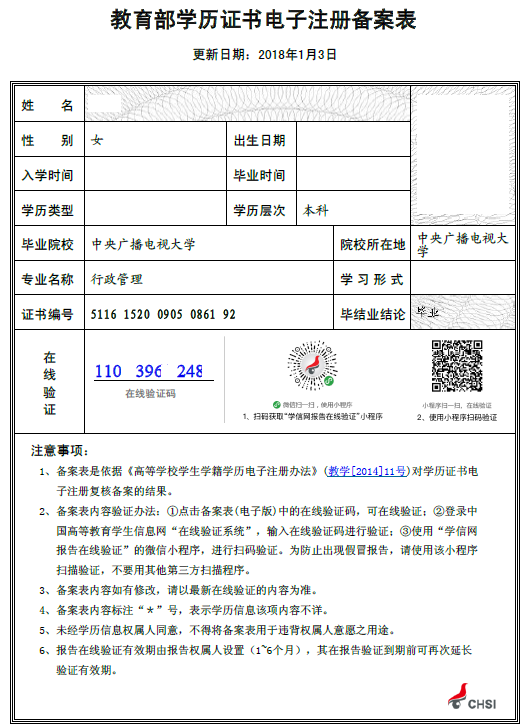 教育部学历证书电子注册备案表
更新日期：2018年1月3日
姓 名
性 别 女 出生日期
入学时间 毕业时间
学历类型 学历层次 本科
毕业院校 中央广播电视大学 院校所在地 中央广播电视大
学
专业名称 行政管理 学 习 形 式
证书编号 5116 1520 0905 0861 92 毕结业结论 毕业
在线验证
110 396 248
在线验证码
微信扫一扫，使用小程序
1、扫码获取“学信网报告在线验证”小程序
小程序扫一扫，在线验证
2、使用小程序扫码验证
注意事项：
1、备案表是依据《高等学校学生学籍学历电子注册办法》(教学[2014]11号)对学历证书电
子注册复核备案的结果。
2、备案表内容验证办法：①点击备案表(电子版)中的在线验证码，可在线验证；②登录中
国高等教育学生信息网“在线验证系统”，输入在线验证码进行验证；③使用“学信网
报告在线验证”的微信小程序，进行扫码验证。为防止出现假冒报告，请使用该小程序
扫描验证，不要用其他第三方扫描程序。
3、备案表内容如有修改，请以最新在线验证的内容为准。
4、备案表内容标注“＊”号，表示学历信息该项内容不详。
5、未经学历信息权属人同意，不得将备案表用于违背权属人意愿之用途。
6、报告在线验证有效期由报告权属人设置（1~6个月），其在报告验证到期前可再次延长
验证有效期。
CHSI